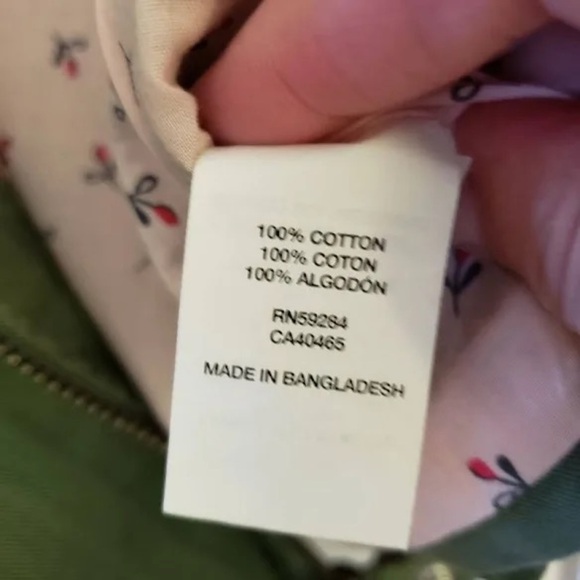 100% COTTON
100% COTON
100% ALGODÓN
RN59284
CA40465
MADE IN BANGLADESH